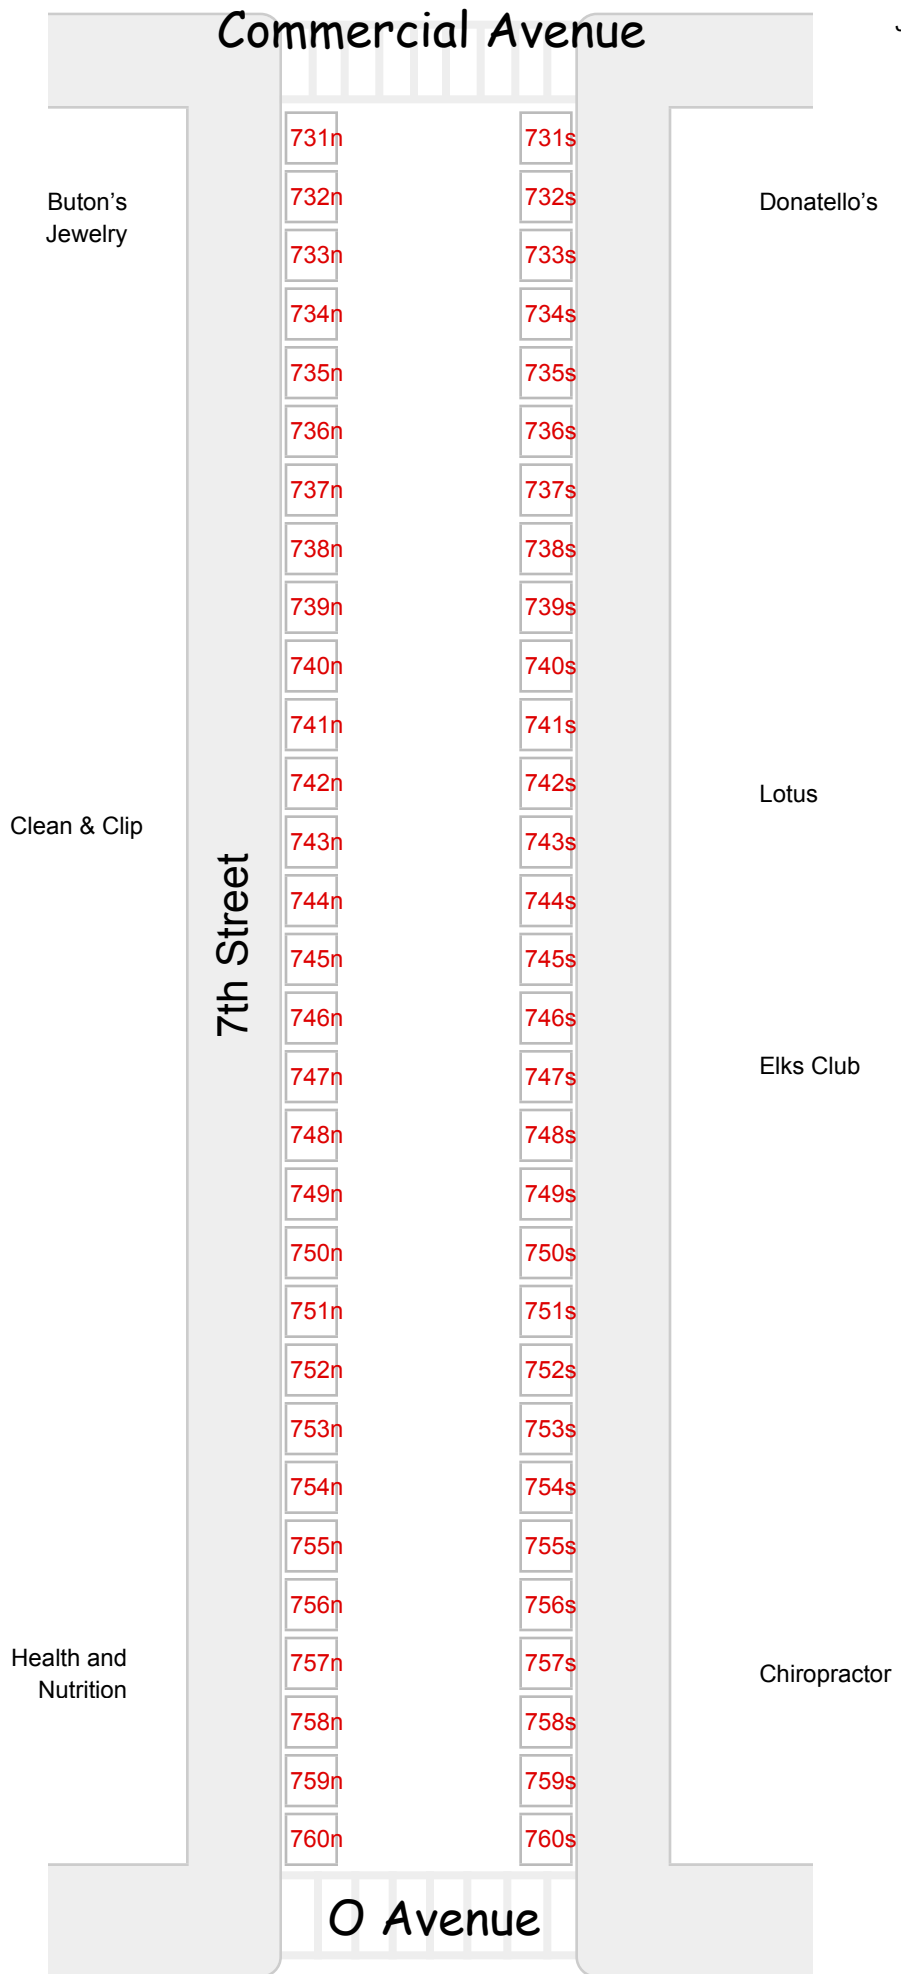 Commercial Avenue
731n 731s
Buton's
Jewelry
732n 732s
Donatello's
733n 733s
734n 734s
735n 735s
736n 736s
737n 737s
738n 738s
739n 739s
740n 740s
741n 741s
742n 742s
Lotus
Clean & Clip
743n 743s
7th Street
744n 744s
745n 745s
746n 746s
Elks Club
747n 747s
748n 748s
749n 749s
750n 750s
751n 751s
752n 752s
753n 753s
754n 754s
755n 755s
756n 756s
Health and
Nutrition
757n 757s
Chiropractor
758n 758s
759n 759s
760n 760s
O Avenue